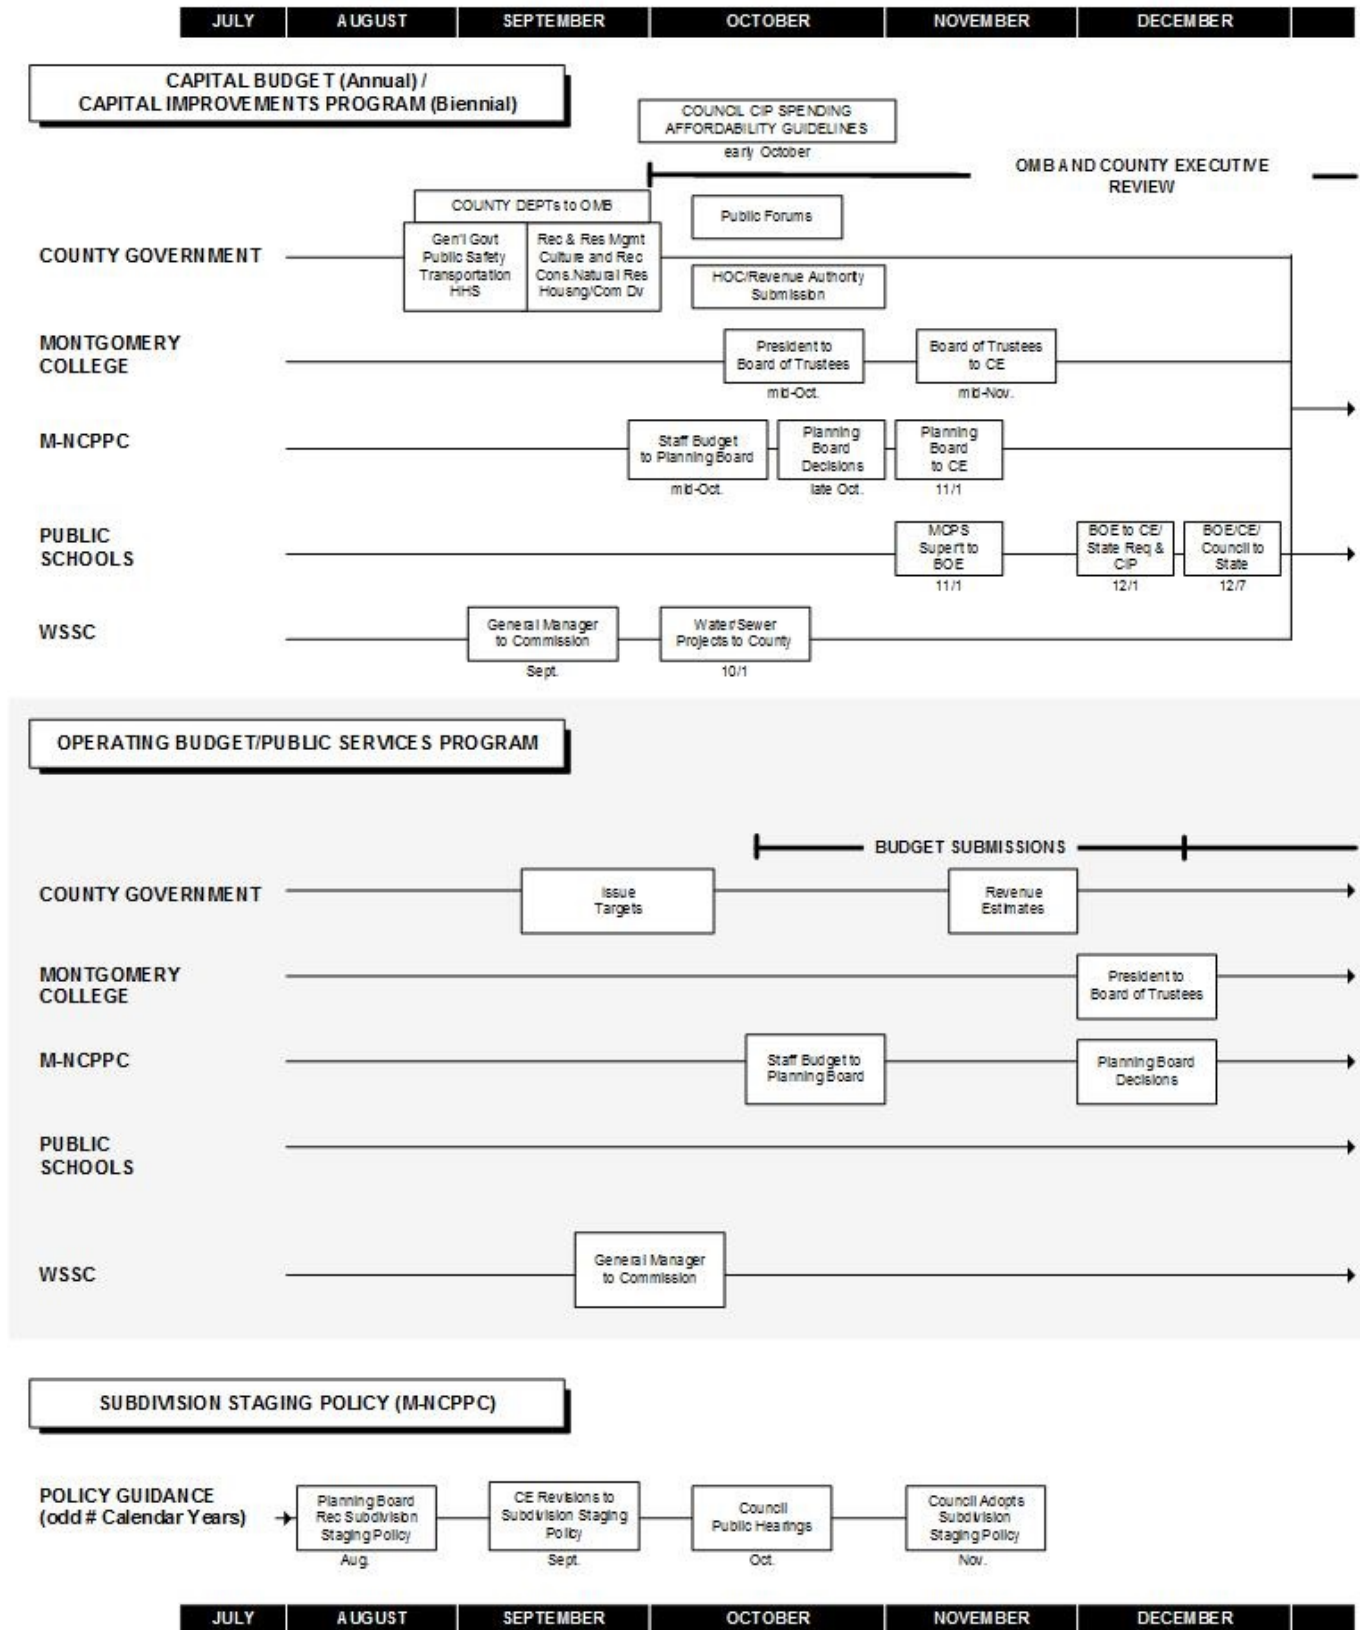 JULY AUGUST SEPTEMBER OCTOBER NOVEMBER DECEMBER
CAPITAL BUDGET (Annual) /
CAPITAL IMPROVEMENTS PROGRAM (Biennial)
COUNCIL CIP SPENDING
AFFORDABILITY GUIDELINES
early October
OMB AND COUNTY EXECUTIVE
REVIEW
COUNTY GOVERNMENT
COUNTY DEPTs to OMB
Gen'l Govt
Public Safety
Transportation
HHS
Rec & Res Mgmt
Culture and Rec
Cons.Natural Res
Housng/Com Dv
Public Forums
HOC/Revenue Authority
Submission
MONTGOMERY
COLLEGE
President to
Board of Trustees
mid-Oct.
Board of Trustees
to CE
mid-Nov.
M-NCPPC
Staff Budget
to Planning Board
mid-Oct.
Planning
Board
Decisions
late Oct.
Planning
Board
to CE
11/1
PUBLIC
SCHOOLS
MCPS
Super't to
BOE
11/1
BOE to CE/
State Req &
CIP
12/1
BOE/CE/
Council to
State
12/7
WSSC
General Manager
to Commission
Sept.
Water/Sewer
Projects to County
10/1
OPERATING BUDGET/PUBLIC SERVICES PROGRAM
BUDGET SUBMISSIONS
COUNTY GOVERNMENT
Issue
Targets
Revenue
Estimates
MONTGOMERY
COLLEGE
President to
Board of Trustees
M-NCPPC
Staff Budget to
Planning Board
Planning Board
Decisions
PUBLIC
SCHOOLS
WSSC
General Manager
to Commission
SUBDIVISION STAGING POLICY (M-NCPPC)
POLICY GUIDANCE
(odd # Calendar Years)
Planning Board
Rec Subdivision
Staging Policy
Aug.
CE Revisions to
Subdivision Staging
Policy
Sept.
Council
Public Hearings
Oct.
Council Adopts
Subdivision
Staging Policy
Nov.
JULY AUGUST SEPTEMBER OCTOBER NOVEMBER DECEMBER